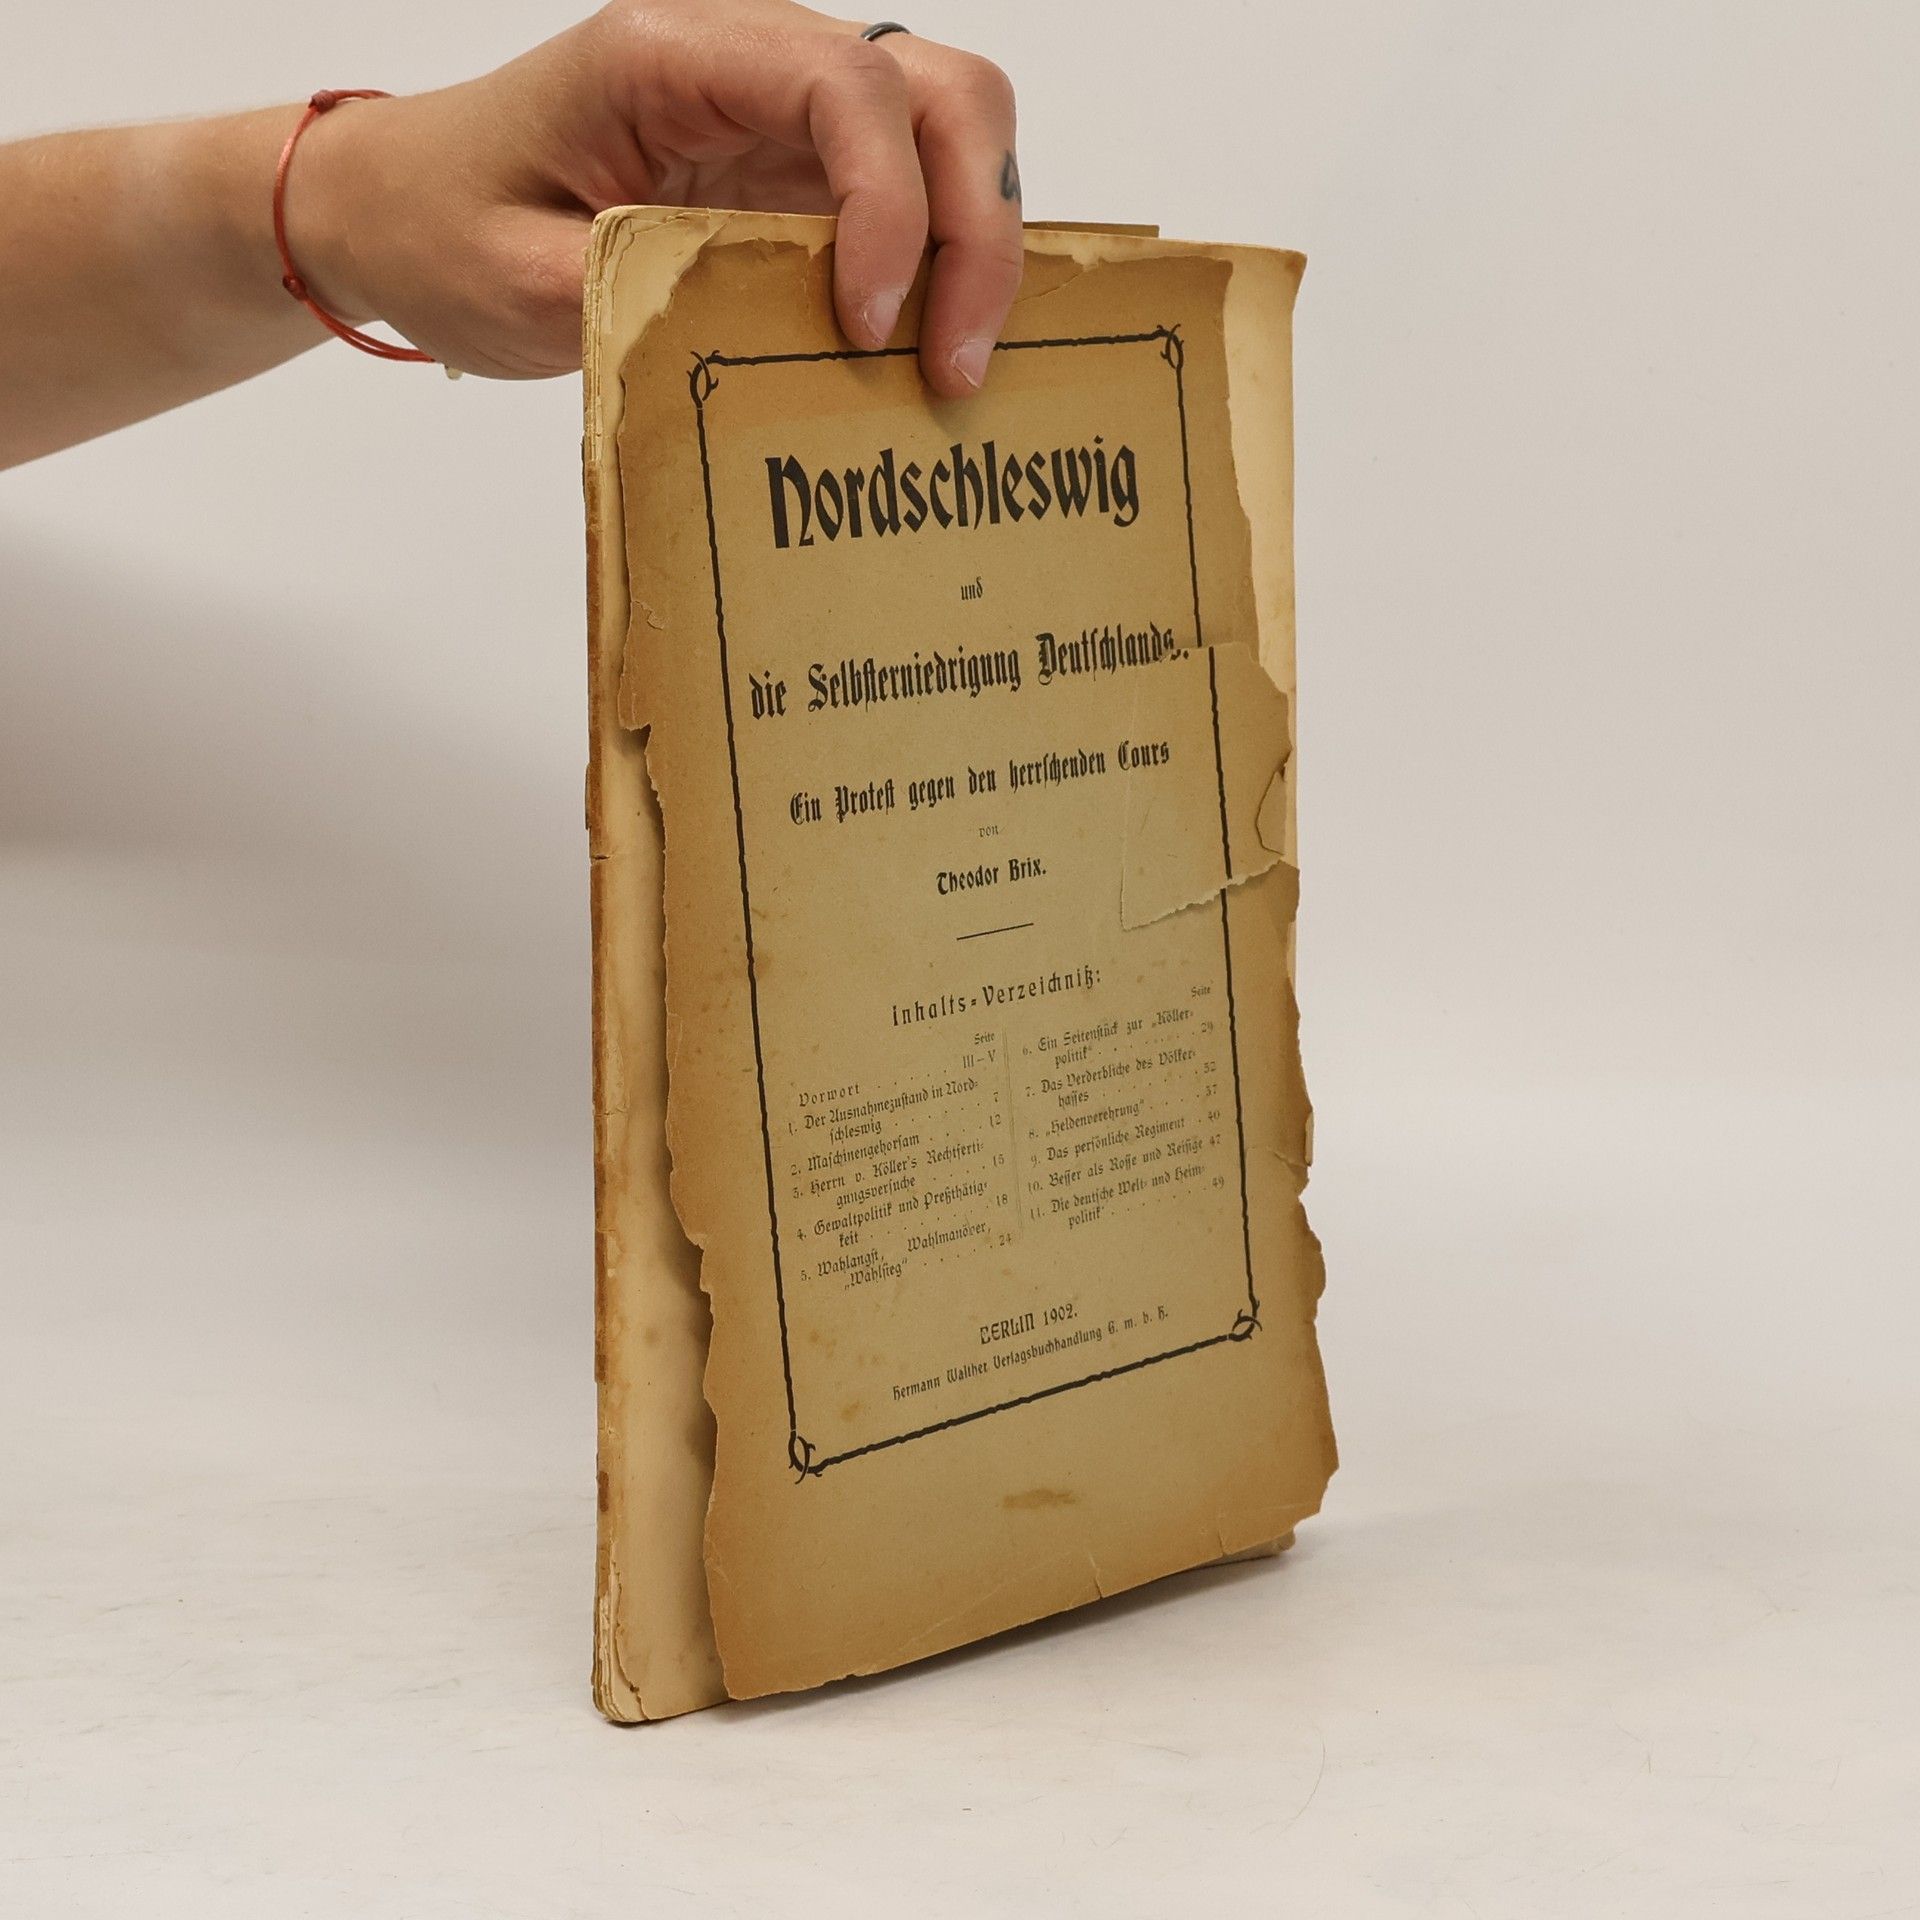 Nordschleswig
und
die Selbsterniedrigung Deutschlands.
Ein Protest gegen den herrschenden Cours
von
Theodor Brix.
Inhalts-Verzeichniß:
Seite
Vorwort . . . . . . III—V
1. Der Ausnahmezustand in Nord-
schleswig . . . . . . 7
2. Maschinengehorsam . . . . 12
3. Herrn v. Köller's Rechtferti-
gungsversuche . . . . 15
4. Gewaltpolitik und Preßthätig-
keit . . . . . . . . 18
5. Wahlangst, Wahlmanöver,
„Wahlsieg“ . . . . . 24
Seite
6. Ein Seitenstück zur „Köller-
politik“ . . . . . . . 29
7. Das Verderbliche des Völker-
hasses . . . . . . . 32
8. „Heldenverehrung“ . . . . 37
9. Das persönliche Regiment . 40
10. Besser als Rosse und Reisige 47
11. Die deutsche Welt- und Heim-
politik . . . . . . . 49
BERLIN 1902.
Hermann Walther Verlagsbuchhandlung G. m. b. H.